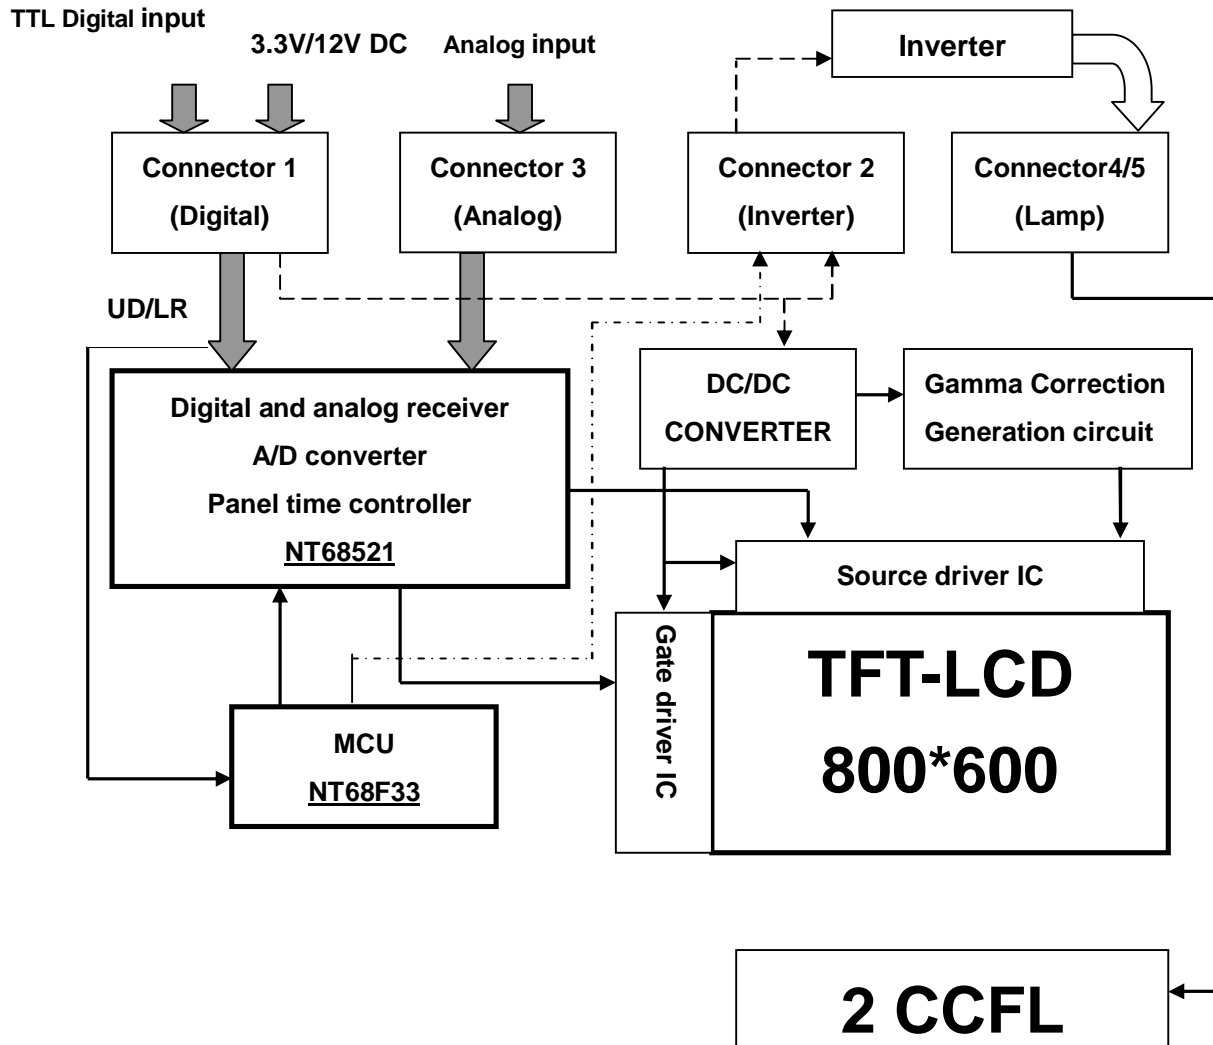 TTL Digital input
3.3V/12V DC
Analog input
Inverter
Connector 1
(Digital)
Connector 3
(Analog)
Connector 2
(Inverter)
Connector4/5
(Lamp)
UD/LR
Digital and analog receiver
A/D converter
Panel time controller
NT68521
DC/DC
CONVERTER
Gamma Correction
Generation circuit
Source driver IC
Gate driver IC
TFT-LCD
800*600
MCU
NT68F33
2 CCFL